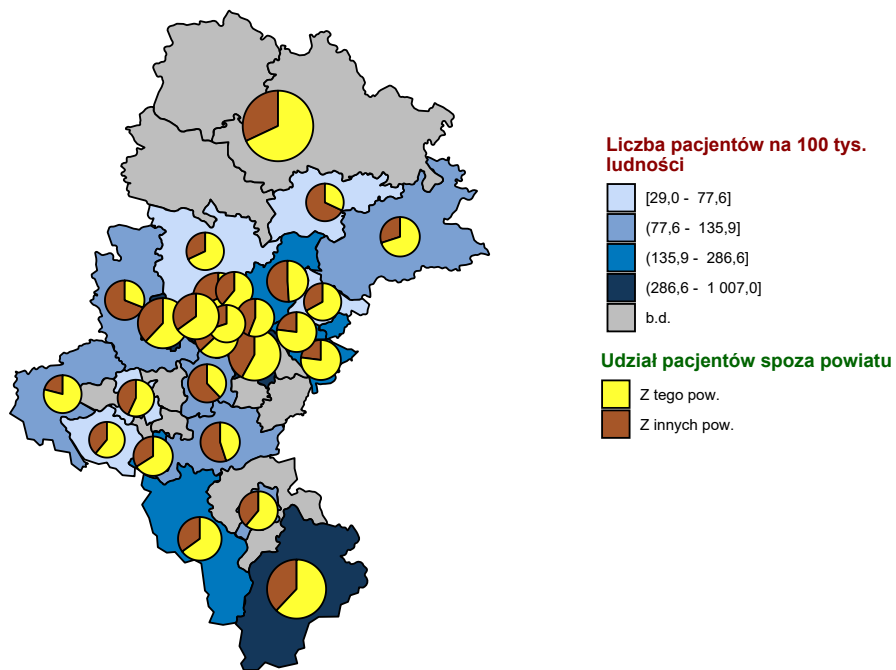 Liczba pacjentów na 100 tys.
ludności
[29,0 - 77,6]
(77,6 - 135,9]
(135,9 - 286,6]
(286,6 - 1 007,0]
b.d.
Udział pacjentów spoza powiatu
Z tego pow.
Z innych pow.